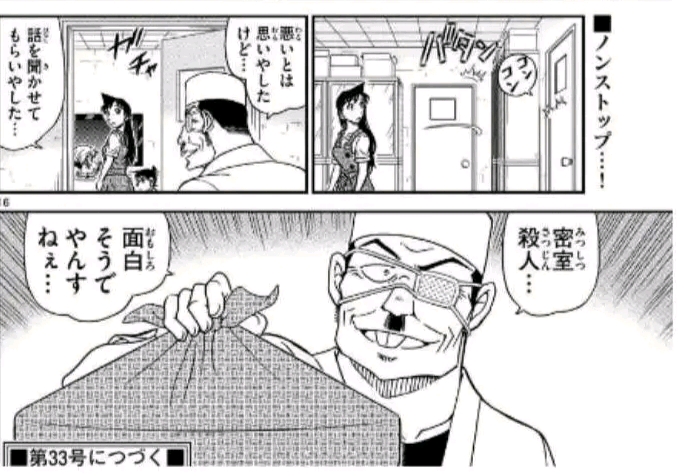 ■ノンストップ…!
コンコン
バタン
悪いとは
思いやした
けど…
ガチャ
話を聞かせて
もらいやした…
16
密室
殺人…
面白
そうで
やんす
ねぇ…
■第33号につづく■